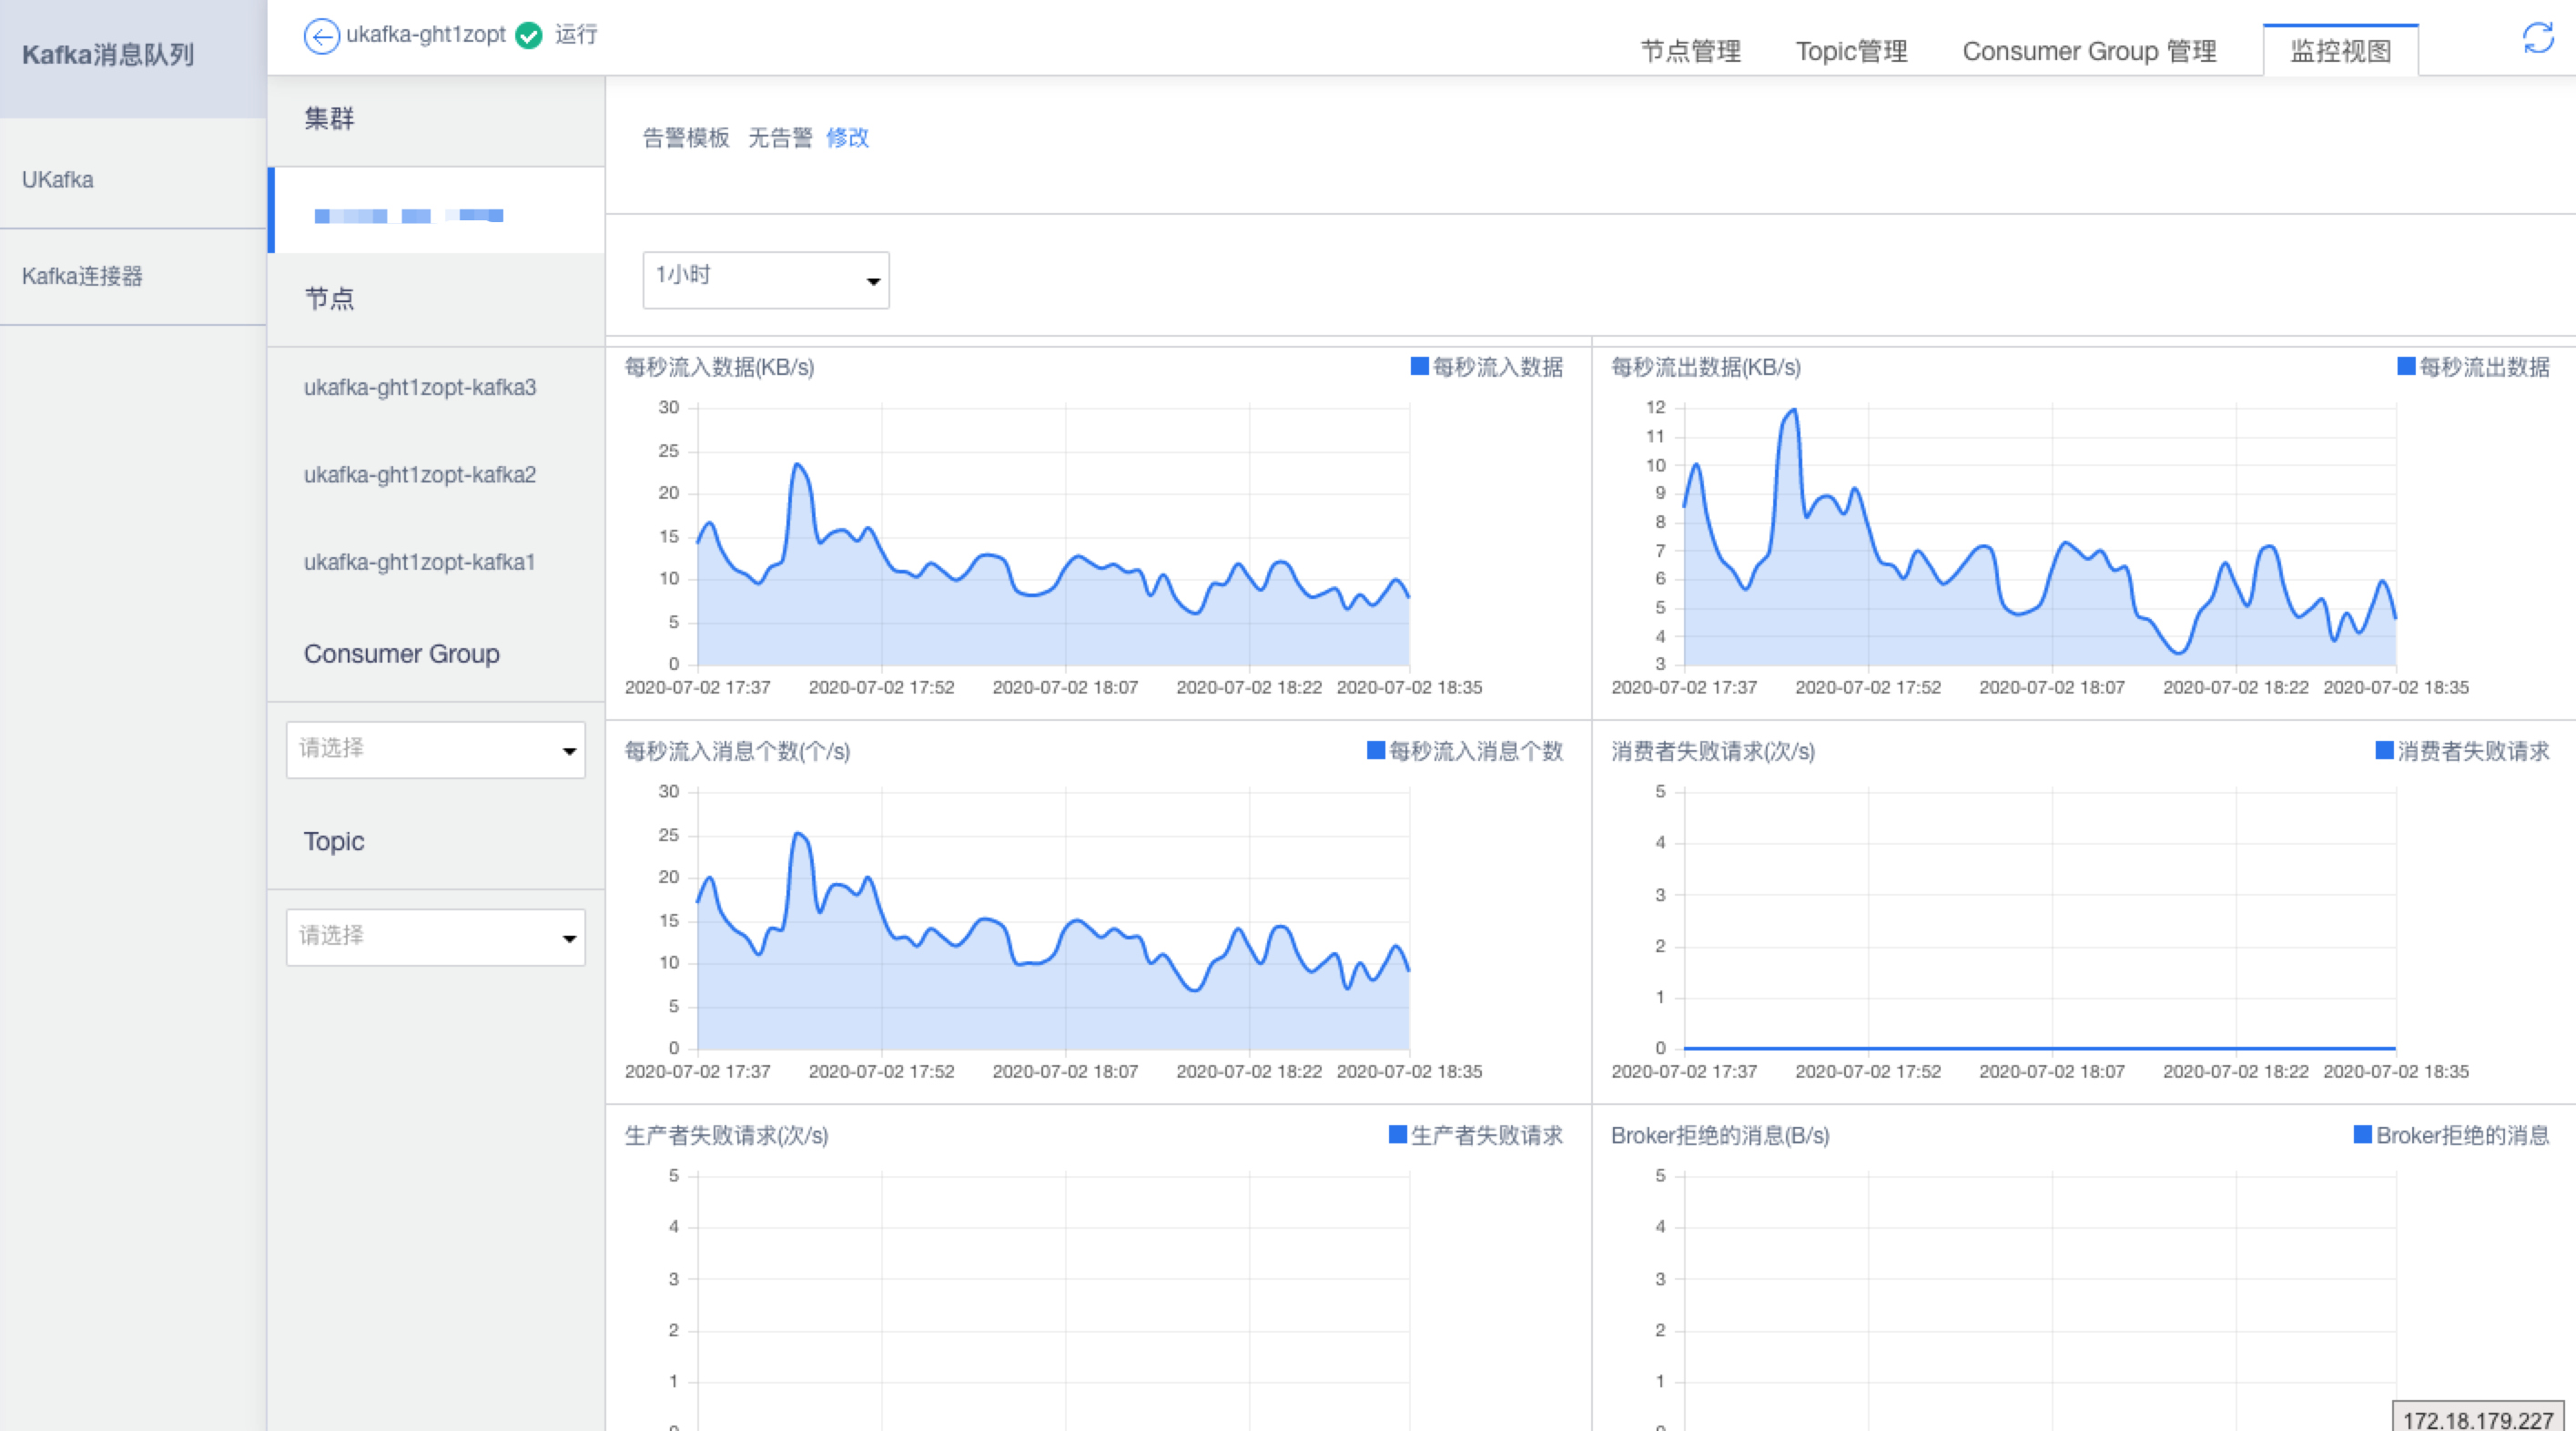 Kafka消息队列
UKafka
Kafka连接器
ukafka-ght1zopt 运行
节点管理 Topic管理 Consumer Group 管理 监控视图
集群
节点
ukafka-ght1zopt-kafka3
ukafka-ght1zopt-kafka2
ukafka-ght1zopt-kafka1
Consumer Group
请选择
Topic
请选择
告警模板 无告警 修改
1小时
每秒流入数据(KB/s)
每秒流入数据
30
25
20
15
10
5
0
2020-07-02 17:37 2020-07-02 17:52 2020-07-02 18:07 2020-07-02 18:22 2020-07-02 18:35
每秒流出数据(KB/s)
每秒流出数据
12
11
10
9
8
7
6
5
4
3
2020-07-02 17:37 2020-07-02 17:52 2020-07-02 18:07 2020-07-02 18:22 2020-07-02 18:35
每秒流入消息个数(个/s)
每秒流入消息个数
30
25
20
15
10
5
0
2020-07-02 17:37 2020-07-02 17:52 2020-07-02 18:07 2020-07-02 18:22 2020-07-02 18:35
消费者失败请求(次/s)
消费者失败请求
5
4
3
2
1
0
2020-07-02 17:37 2020-07-02 17:52 2020-07-02 18:07 2020-07-02 18:22 2020-07-02 18:35
生产者失败请求(次/s)
生产者失败请求
5
4
3
2
1
Broker拒绝的消息(B/s)
Broker拒绝的消息
5
4
3
2
1
172.18.179.227